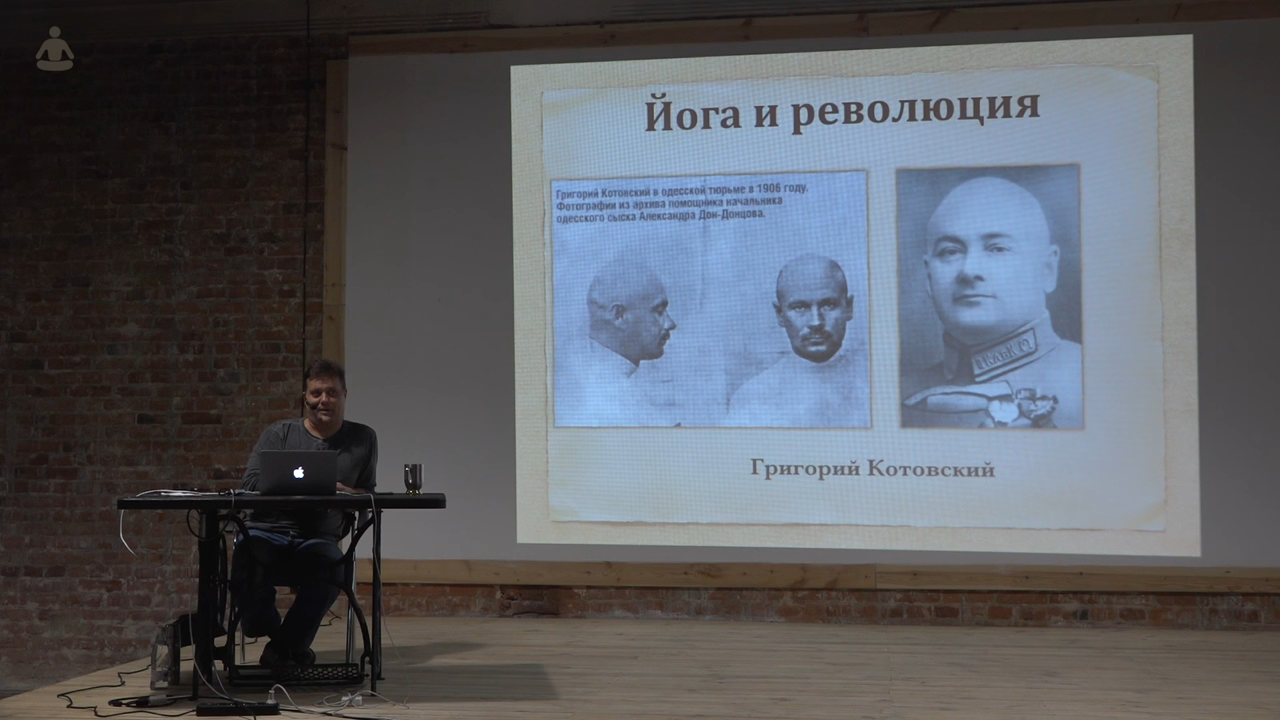 Йога и революция
Григорий Котовский в одесской тюрьме в 1906 году.
Фотографии из архива помощника начальника
одесского сыска Александра Дон-Донцова.
Григорий Котовский